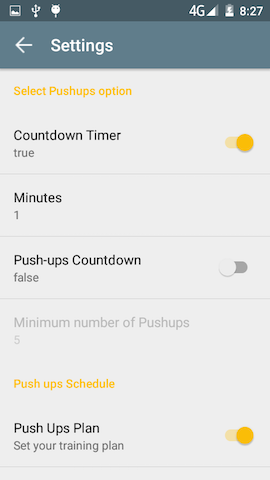 4G 8:27
Settings
Select Pushups option
Countdown Timer
true
Minutes
1
Push-ups Countdown
false
Minimum number of Pushups
5
Push ups Schedule
Push Ups Plan
Set your training plan